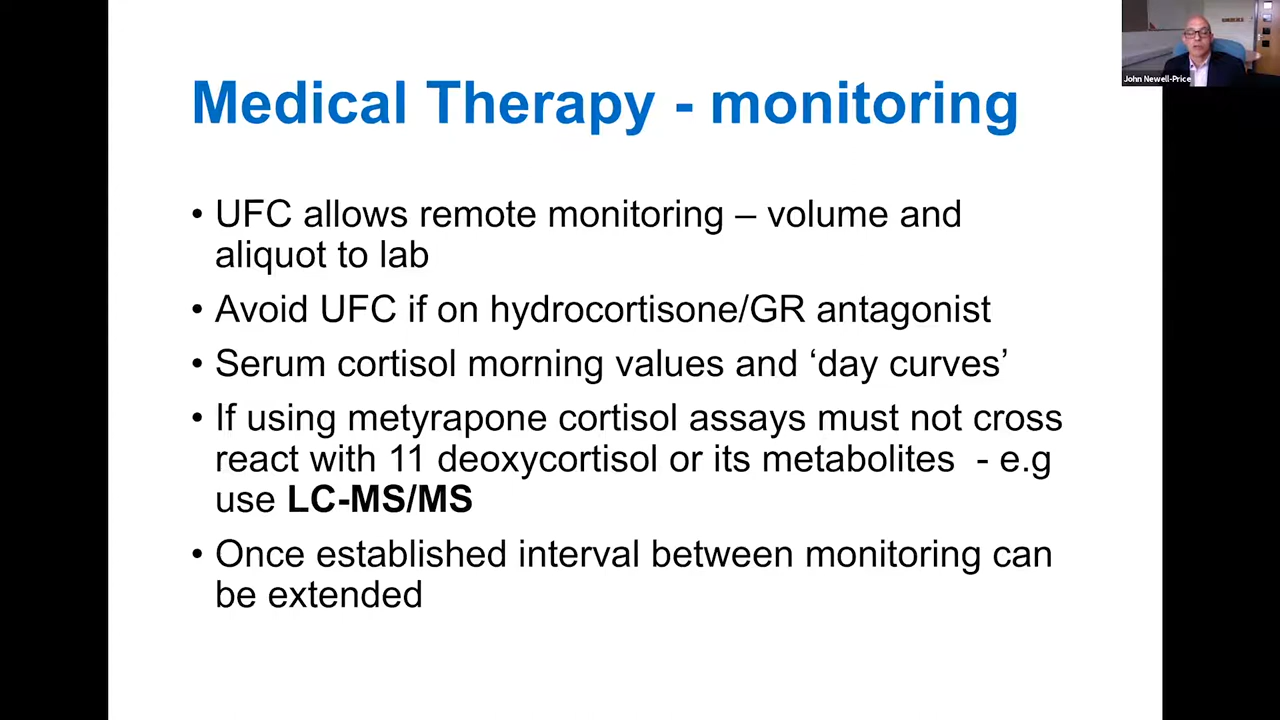 Medical Therapy - monitoring
John Newell-Price
• UFC allows remote monitoring – volume and
aliquot to lab
• Avoid UFC if on hydrocortisone/GR antagonist
• Serum cortisol morning values and ‘day curves’
• If using metyrapone cortisol assays must not cross
react with 11 deoxycortisol or its metabolites - e.g
use LC-MS/MS
• Once established interval between monitoring can
be extended